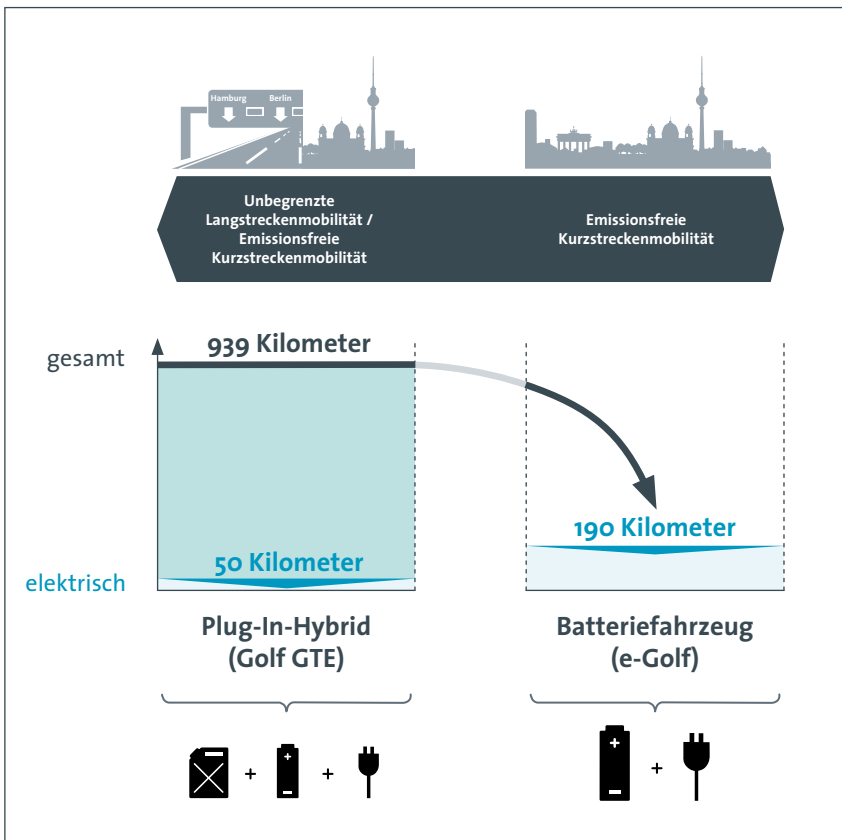 Hamburg Berlin
Unbegrenzte
Langstreckenmobilität /
Emissionsfreie
Kurzstreckenmobilität
Emissionsfreie
Kurzstreckenmobilität
gesamt
939 Kilometer
190 Kilometer
50 Kilometer
elektrisch
Plug-In-Hybrid
(Golf GTE)
Batteriefahrzeug
(e-Golf)
+ +
+